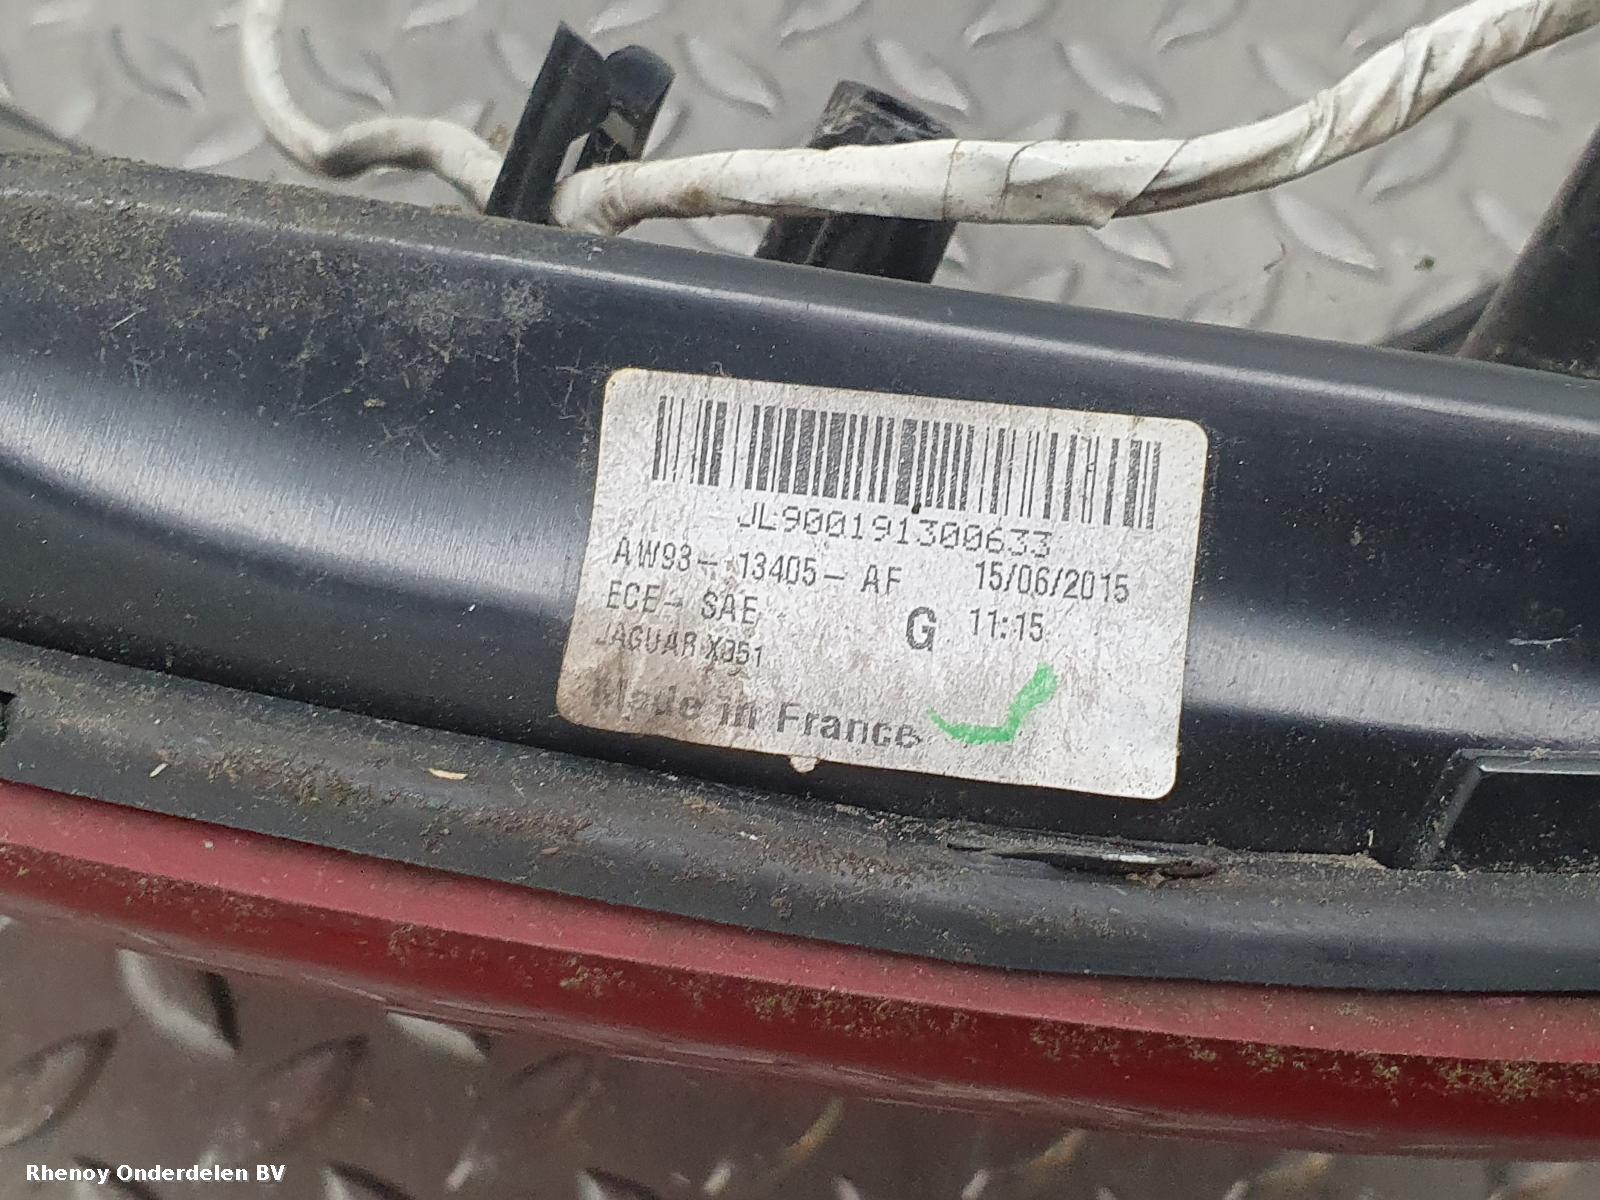 JL900191300633
AW93- 13405- AF 15/06/2015
ECE- SAE G 11:15
JAGUAR X351
Made in France
Rhenoy Onderdelen BV